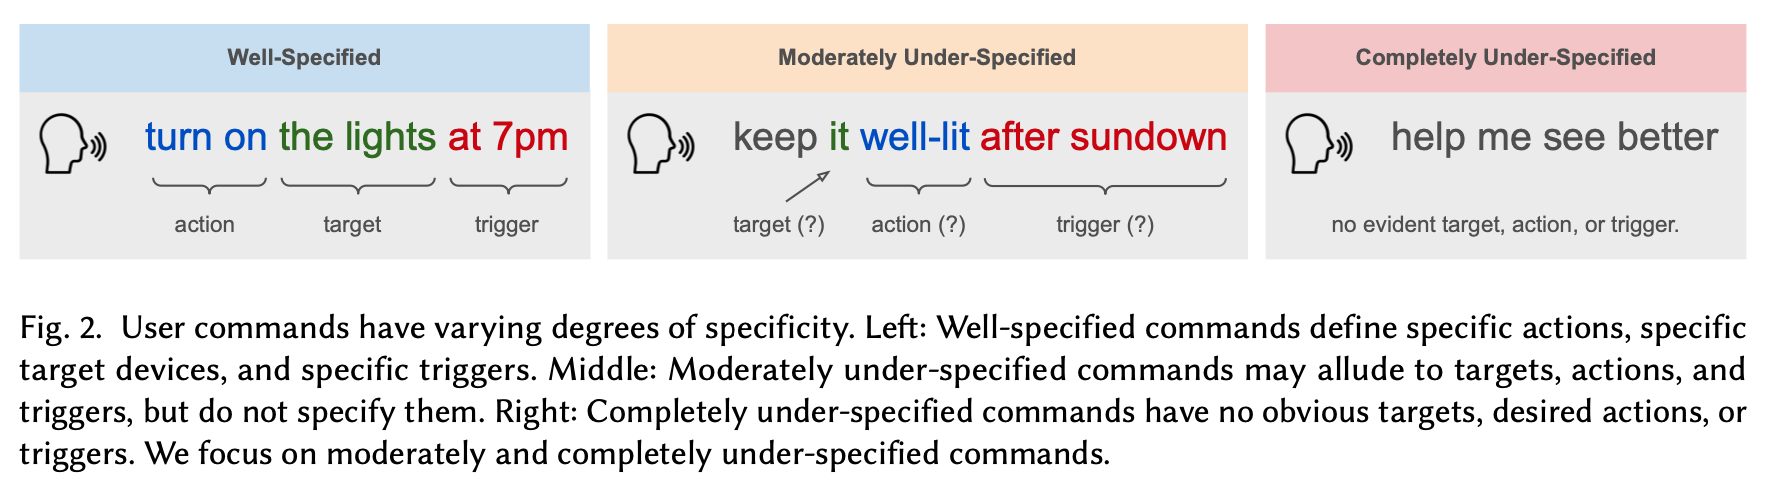 Well-Specified
turn on the lights at 7pm
action target trigger
Moderately Under-Specified
keep it well-lit after sundown
target (?) action (?) trigger (?)
Completely Under-Specified
help me see better
no evident target, action, or trigger.
Fig. 2. User commands have varying degrees of specificity. Left: Well-specified commands define specific actions, specific
target devices, and specific triggers. Middle: Moderately under-specified commands may allude to targets, actions, and
triggers, but do not specify them. Right: Completely under-specified commands have no obvious targets, desired actions, or
triggers. We focus on moderately and completely under-specified commands.